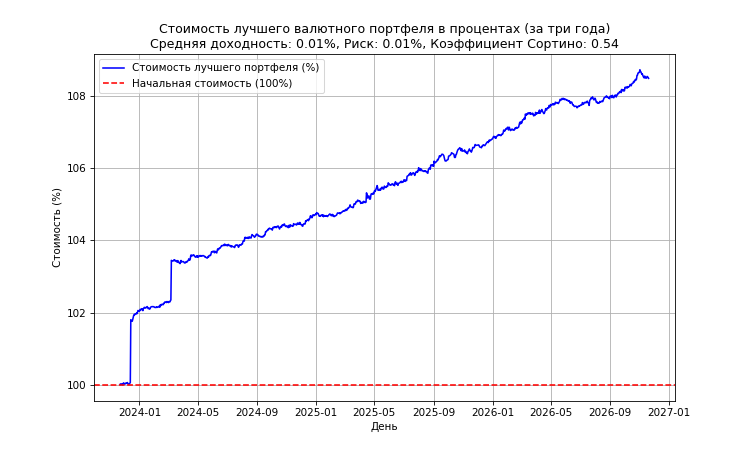 Стоимость лучшего валютного портфеля в процентах (за три года)
Средняя доходность: 0.01%, Риск: 0.01%, Коэффициент Сортино: 0.54
Стоимость лучшего портфеля (%)
Начальная стоимость (100%)
Стоимость (%)
108
106
104
102
100
2024-01 2024-05 2024-09 2025-01 2025-05 2025-09 2026-01 2026-05 2026-09 2027-01
День